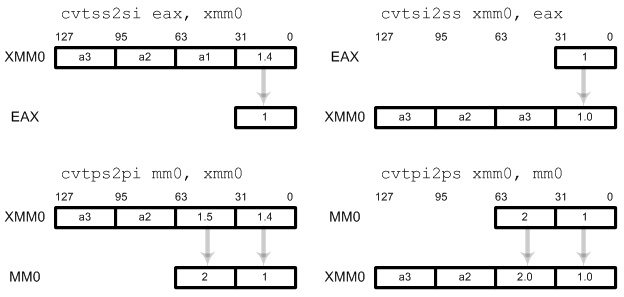 cvtss2si eax, xmm0
127 95 63 31 0
XMM0 a3 a2 a1 1.4
EAX 1
cvtsi2ss xmm0, eax
127 95 63 31 0
EAX 1
XMM0 a3 a2 a3 1.0
cvtps2pi mm0, xmm0
127 95 63 31 0
XMM0 a3 a2 1.5 1.4
MM0 2 1
cvtpi2ps xmm0, mm0
127 95 63 31 0
MM0 2 1
XMM0 a3 a2 2.0 1.0